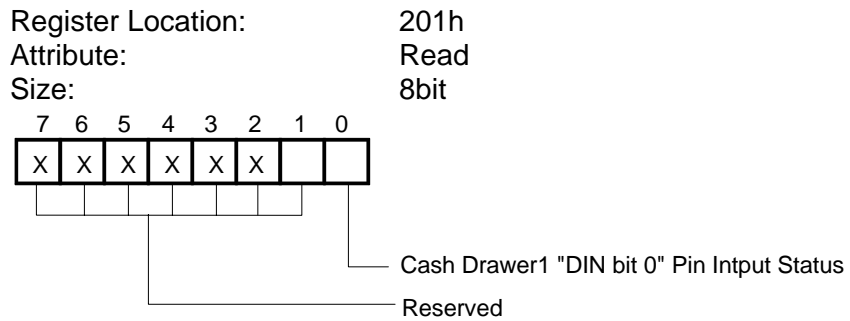 Register Location: 201h
Attribute: Read
Size: 8bit
7 6 5 4 3 2 1 0
X X X X X X
Cash Drawer1 "DIN bit 0" Pin Intput Status
Reserved